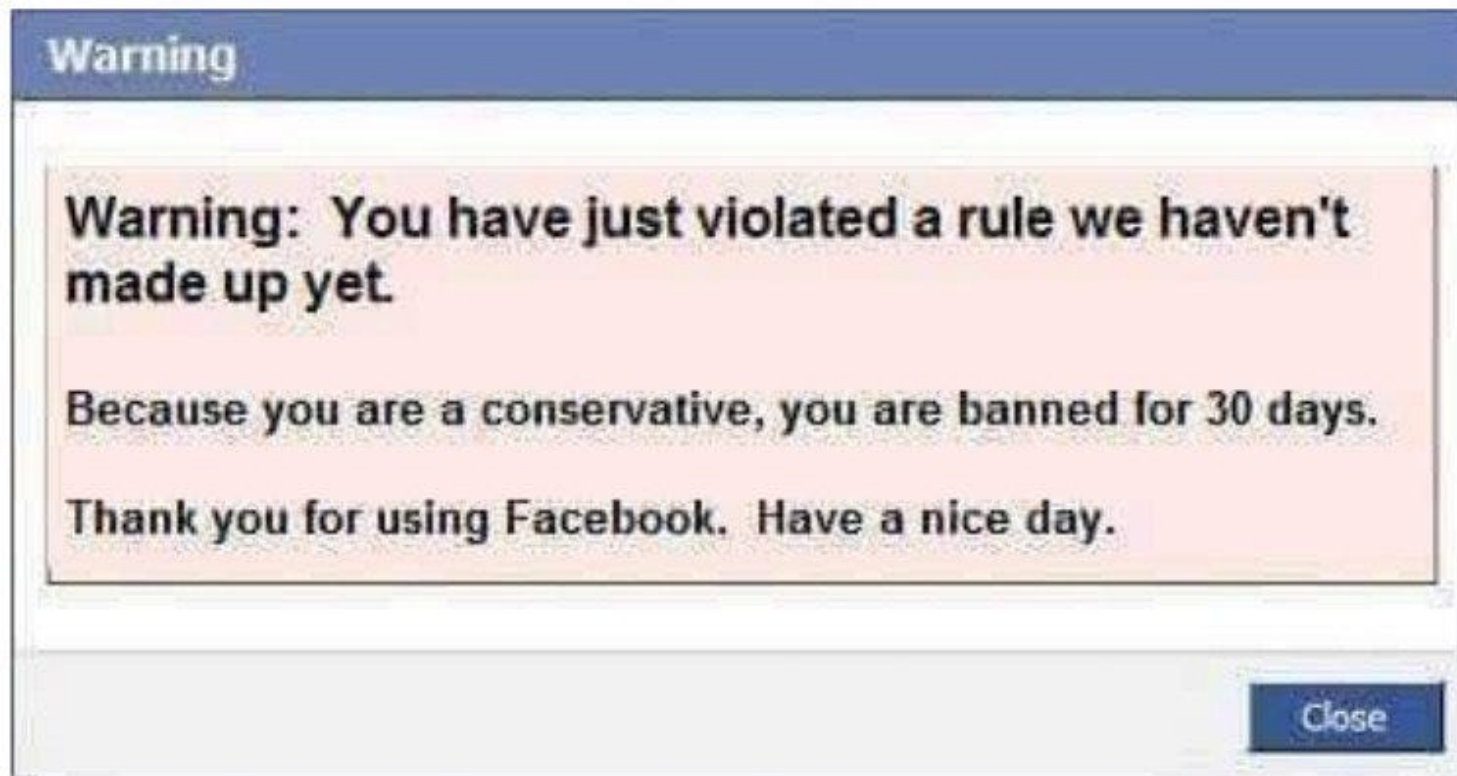 Warning
Warning: You have just violated a rule we haven't
made up yet.
Because you are a conservative, you are banned for 30 days.
Thank you for using Facebook. Have a nice day.
Close